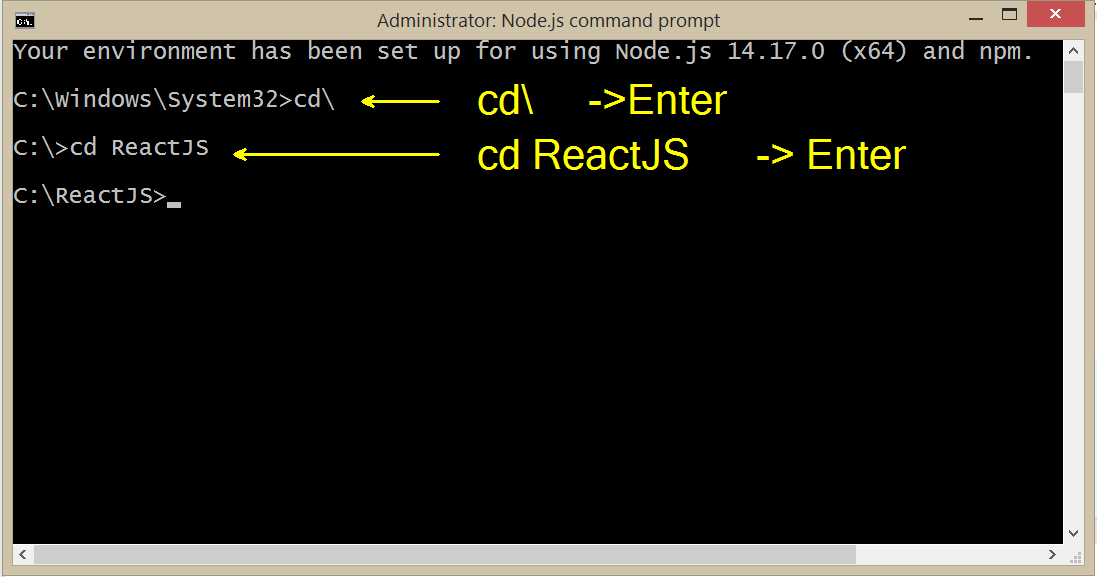 Administrator: Node.js command prompt
Your environment has been set up for using Node.js 14.17.0 (x64) and npm.
C:\Windows\System32>cd\ cd\ ->Enter
C:\>cd ReactJS cd ReactJS -> Enter
C:\ReactJS>_